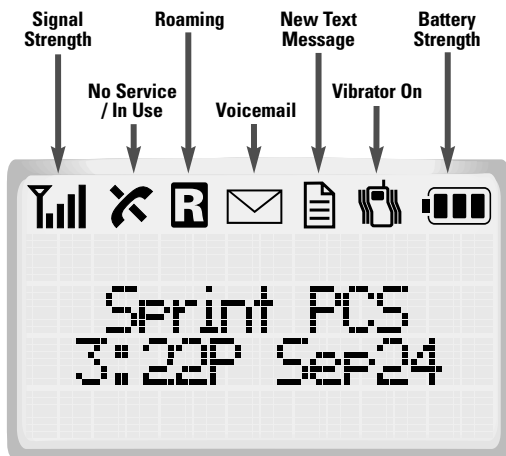 Signal Strength
Roaming
New Text Message
Battery Strength
No Service / In Use
Voicemail
Vibrator On
R
Sprint PCS
3:22P Sep24